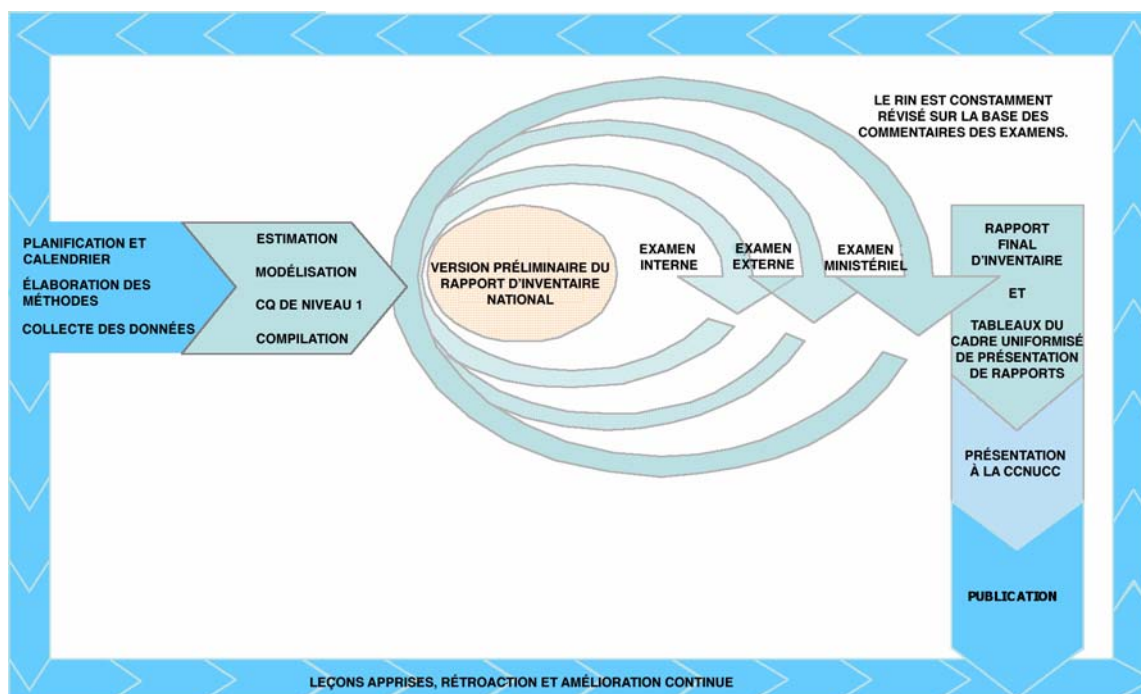 PLANIFICATION ET
CALENDRIER
ÉLABORATION DES
MÉTHODES
COLLECTE DES DONNÉES
ESTIMATION
MODÉLISATION
CQ DE NIVEAU 1
COMPILATION
VERSION PRÉLIMINAIRE DU
RAPPORT D'INVENTAIRE
NATIONAL
EXAMEN
INTERNE
EXAMEN
EXTERNE
EXAMEN
MINISTÉRIEL
LE RIN EST CONSTAMMENT
RÉVISÉ SUR LA BASE DES
COMMENTAIRES DES EXAMENS.
RAPPORT
FINAL
D'INVENTAIRE
ET
TABLEAUX DU
CADRE UNIFORMISÉ
DE PRÉSENTATION
DE RAPPORTS
PRÉSENTATION
À LA CCNUCC
PUBLICATION
LEÇONS APPRISES, RÉTROACTION ET AMÉLIORATION CONTINUE